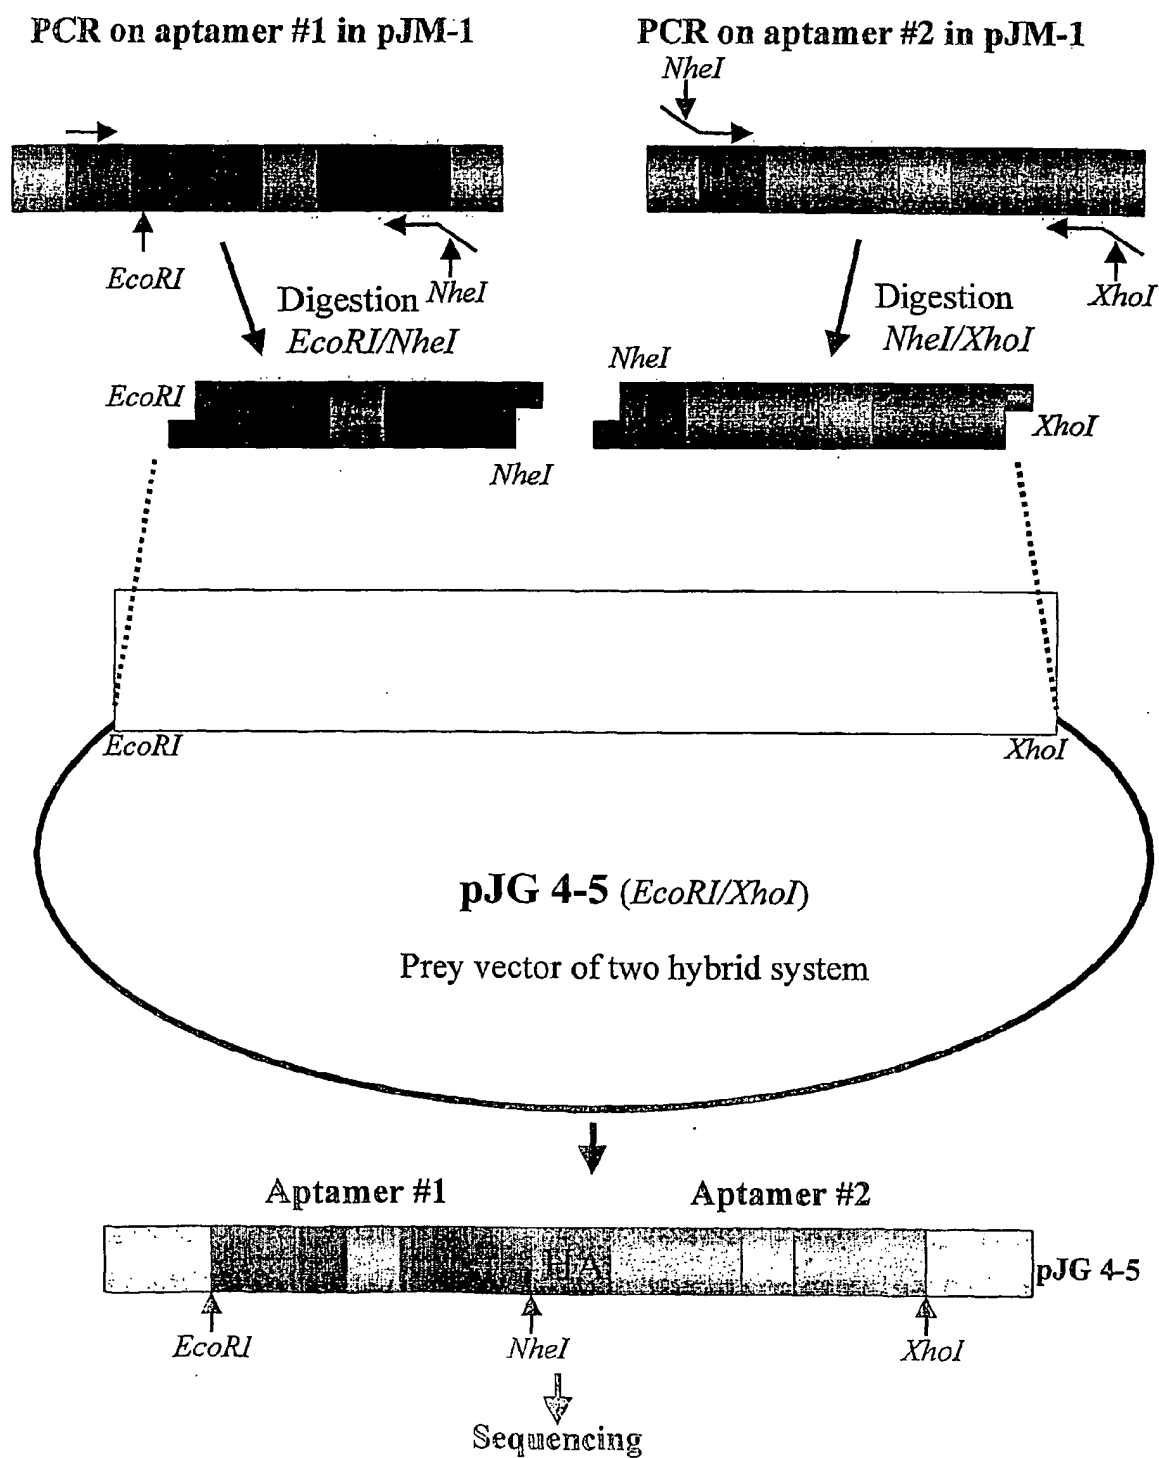 PCR on aptamer #1 in pJM-1
PCR on aptamer #2 in pJM-1
NheI
EcoRI
NheI
XhoI
Digestion
EcoRI/NheI
Digestion
NheI/XhoI
EcoRI
NheI
NheI
XhoI
EcoRI
XhoI
pJG 4-5 (EcoRI/XhoI)
Prey vector of two hybrid system
Aptamer #1
Aptamer #2
HA
pJG 4-5
EcoRI
NheI
XhoI
Sequencing